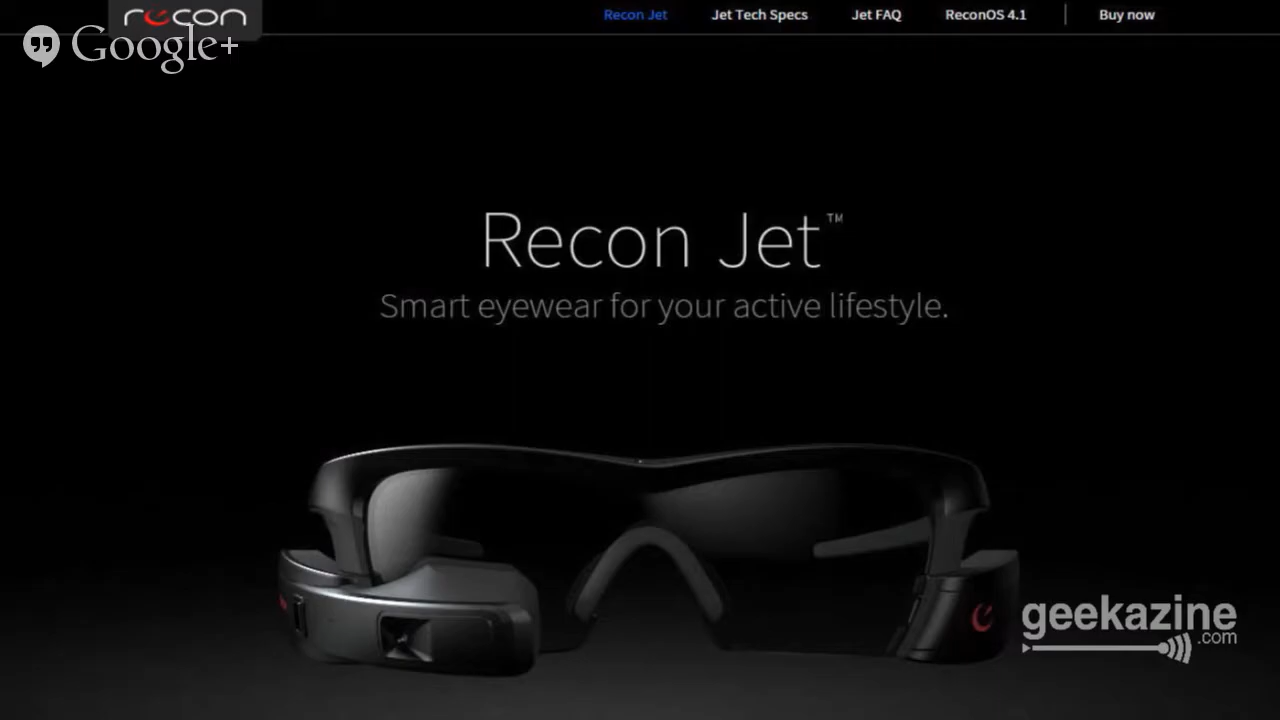 recon
Recon Jet
Jet Tech Specs
Jet FAQ
ReconOS 4.1
Buy now
Google+
Recon Jet™
Smart eyewear for your active lifestyle.
geekazine
.com